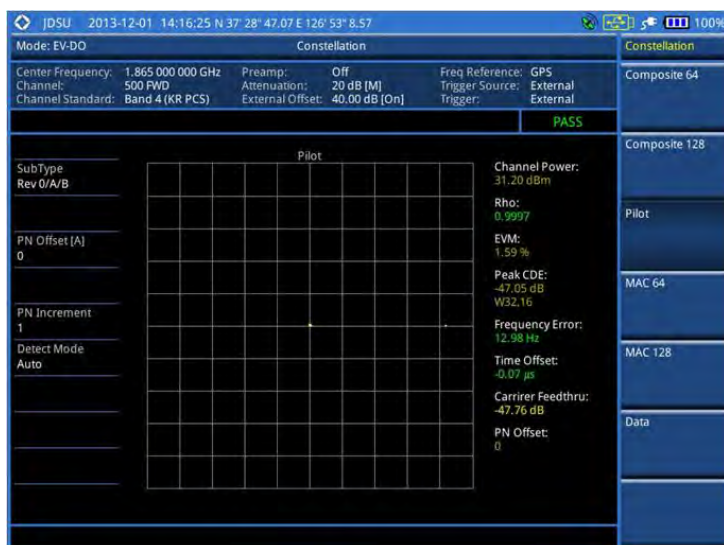 JDSU 2013-12-01 14:16:25 N 37' 28" 47.07 E 126' 53" 8.57 100%
Mode: EV-DO Constellation Constellation
Center Frequency: 1.865 000 000 GHz Preamp: Off Freq Reference: GPS
Channel: 500 FWD Attenuation: 20 dB [M] Trigger Source: External
Channel Standard: Band 4 (KR PCS) External Offset: 40.00 dB [On] Trigger: External
PASS
Pilot
SubType
Rev 0/A/B
PN Offset [A]
0
PN Increment
1
Detect Mode
Auto
Channel Power:
31.20 dBm
Rho:
0.9997
EVM:
1.59 %
Peak CDE:
-47.05 dB
W32,16
Frequency Error:
12.98 Hz
Time Offset:
-0.07 µs
Carrirer Feedthru:
-47.76 dB
PN Offset:
0
Composite 64
Composite 128
Pilot
MAC 64
MAC 128
Data